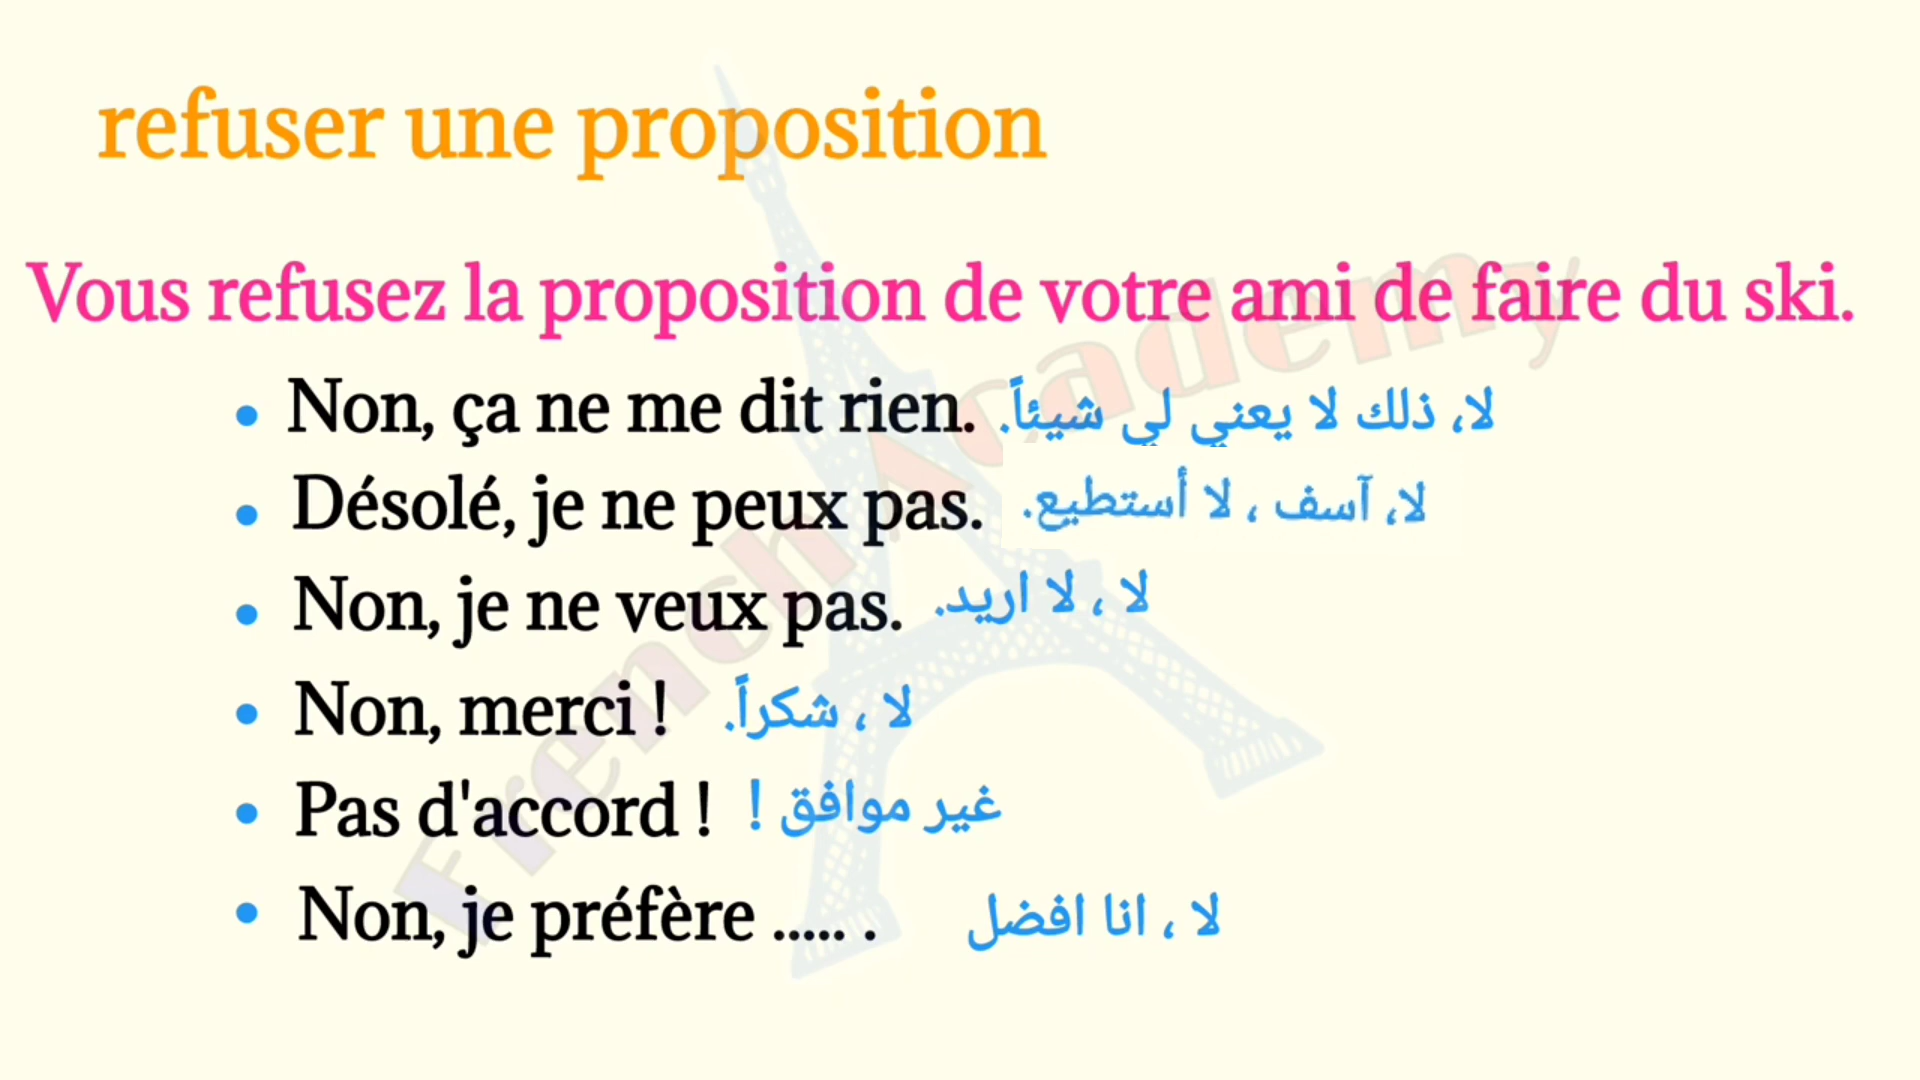 refuser une proposition
Vous refusez la proposition de votre ami de faire du ski.
• Non, ça ne me dit rien. لا، ذلك لا يعني لي شيئاً.
• Désolé, je ne peux pas. لا، آسف ، لا أستطيع.
• Non, je ne veux pas. لا ، لا اريد.
• Non, merci ! لا ، شكراً.
• Pas d'accord ! غير موافق !
• Non, je préfère ..... . لا ، انا افضل
French Academy